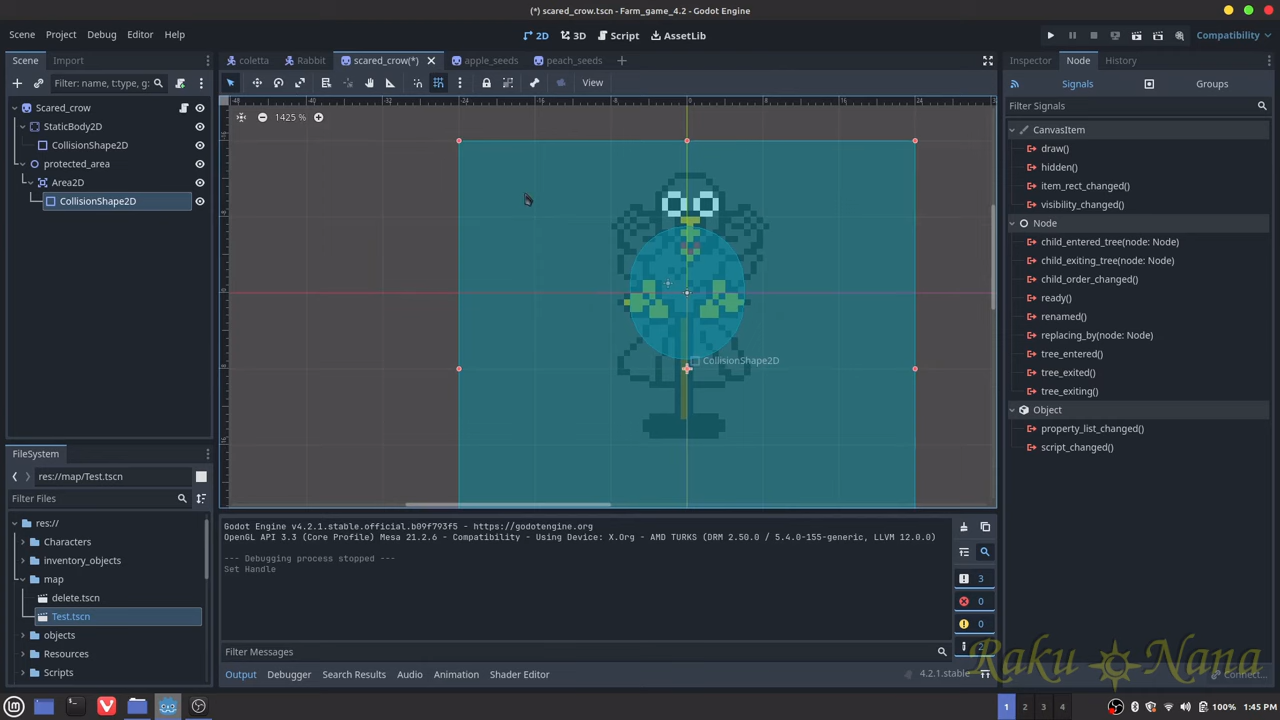 (*) scared_crow.tscn - Farm_game_4.2 - Godot Engine
Scene Project Debug Editor Help
2D 3D Script AssetLib
Compatibility
Scene Import
coletta Rabbit scared_crow(*) apple_seeds peach_seeds
Inspector Node History
Filter: name, t:type, g:
View
Signals Groups
Filter Signals
Scared_crow
StaticBody2D
CollisionShape2D
protected_area
Area2D
CollisionShape2D
1425 %
CollisionShape2D
CanvasItem
draw()
hidden()
item_rect_changed()
visibility_changed()
Node
child_entered_tree(node: Node)
child_exiting_tree(node: Node)
child_order_changed()
ready()
renamed()
replacing_by(node: Node)
tree_entered()
tree_exited()
tree_exiting()
Object
property_list_changed()
script_changed()
FileSystem
res://map/Test.tscn
Filter Files
res://
Characters
inventory_objects
map
delete.tscn
Test.tscn
objects
Resources
Scripts
Godot Engine v4.2.1.stable.official.b09f793f5 - https://godotengine.org
OpenGL API 3.3 (Core Profile) Mesa 21.2.6 - Compatibility - Using Device: X.Org - AMD TURKS (DRM 2.50.0 / 5.4.0-155-generic, LLVM 12.0.0)
--- Debugging process stopped ---
Set Handle
3
0
0
Filter Messages
Output Debugger Search Results Audio Animation Shader Editor
4.2.1.stable
Connect...
Raku Nana
1 2 3 4
100% 1:45 PM